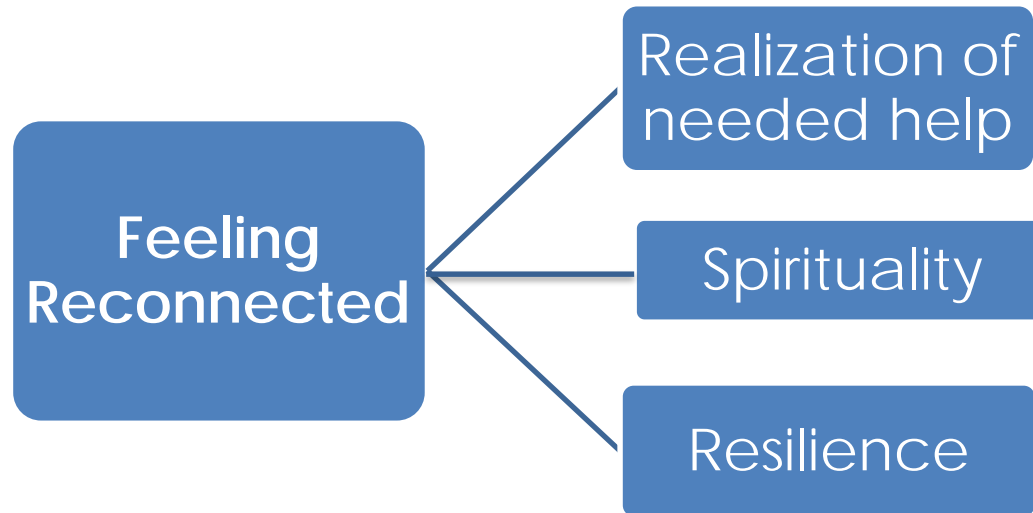 Feeling
Reconnected
Realization of
needed help
Spirituality
Resilience